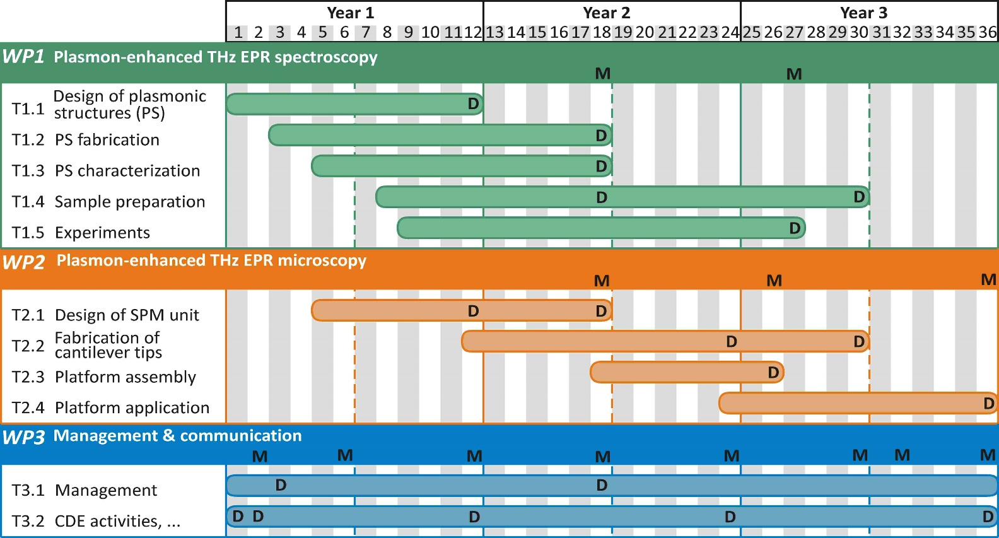 Year 1 Year 2 Year 3
1 2 3 4 5 6 7 8 9 10 11 12 13 14 15 16 17 18 19 20 21 22 23 24 25 26 27 28 29 30 31 32 33 34 35 36
WP1 Plasmon-enhanced THz EPR spectroscopy
M M
T1.1 Design of plasmonic
structures (PS)
D
T1.2 PS fabrication D
T1.3 PS characterization D
T1.4 Sample preparation D D
T1.5 Experiments D
WP2 Plasmon-enhanced THz EPR microscopy
M M M
T2.1 Design of SPM unit D D
T2.2 Fabrication of
cantilever tips
D D
T2.3 Platform assembly D
T2.4 Platform application D
WP3 Management & communication
M M M M M M M M
T3.1 Management D D
T3.2 CDE activities, ... D D D D D